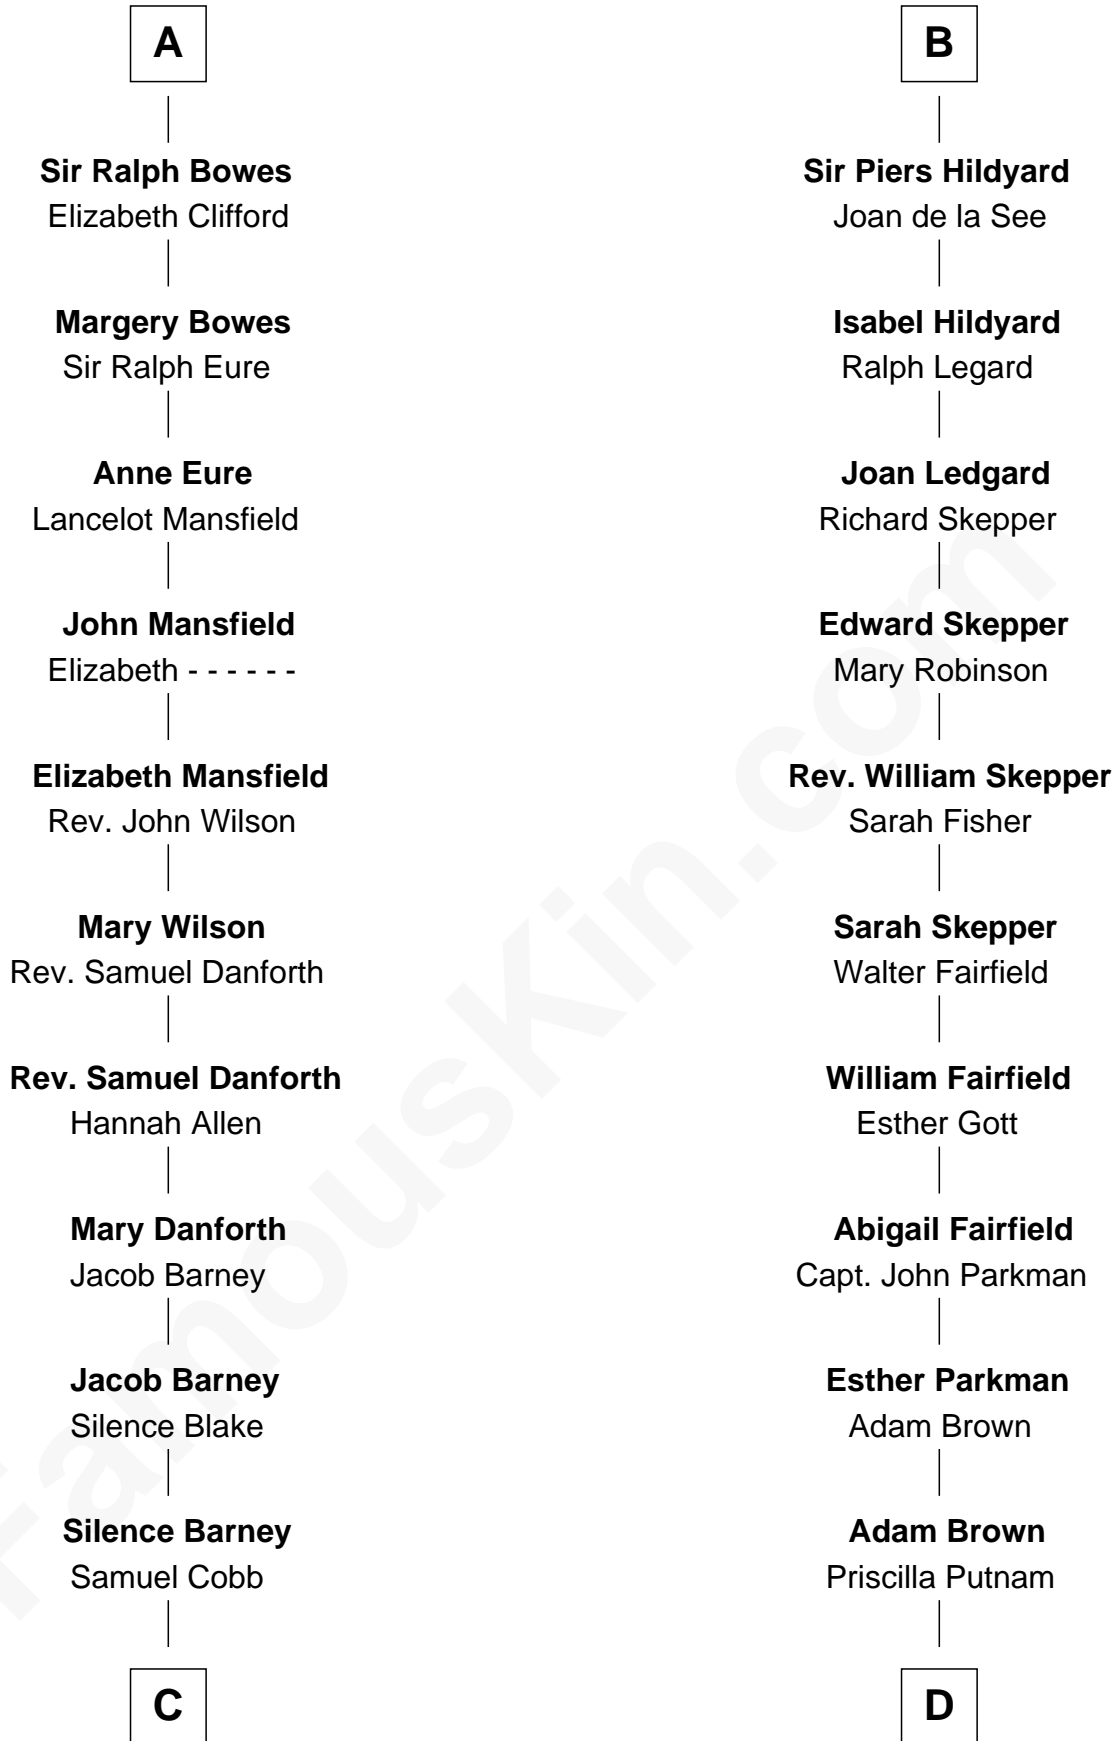 A
Sir Ralph Bowes
Elizabeth Clifford
Margery Bowes
Sir Ralph Eure
Anne Eure
Lancelot Mansfield
John Mansfield
Elizabeth - - - - - -
Elizabeth Mansfield
Rev. John Wilson
Mary Wilson
Rev. Samuel Danforth
Rev. Samuel Danforth
Hannah Allen
Mary Danforth
Jacob Barney
Jacob Barney
Silence Blake
Silence Barney
Samuel Cobb
C
B
Sir Piers Hildyard
Joan de la See
Isabel Hildyard
Ralph Legard
Joan Ledgard
Richard Skepper
Edward Skepper
Mary Robinson
Rev. William Skepper
Sarah Fisher
Sarah Skepper
Walter Fairfield
William Fairfield
Esther Gott
Abigail Fairfield
Capt. John Parkman
Esther Parkman
Adam Brown
Adam Brown
Priscilla Putnam
D
FamousKin.com